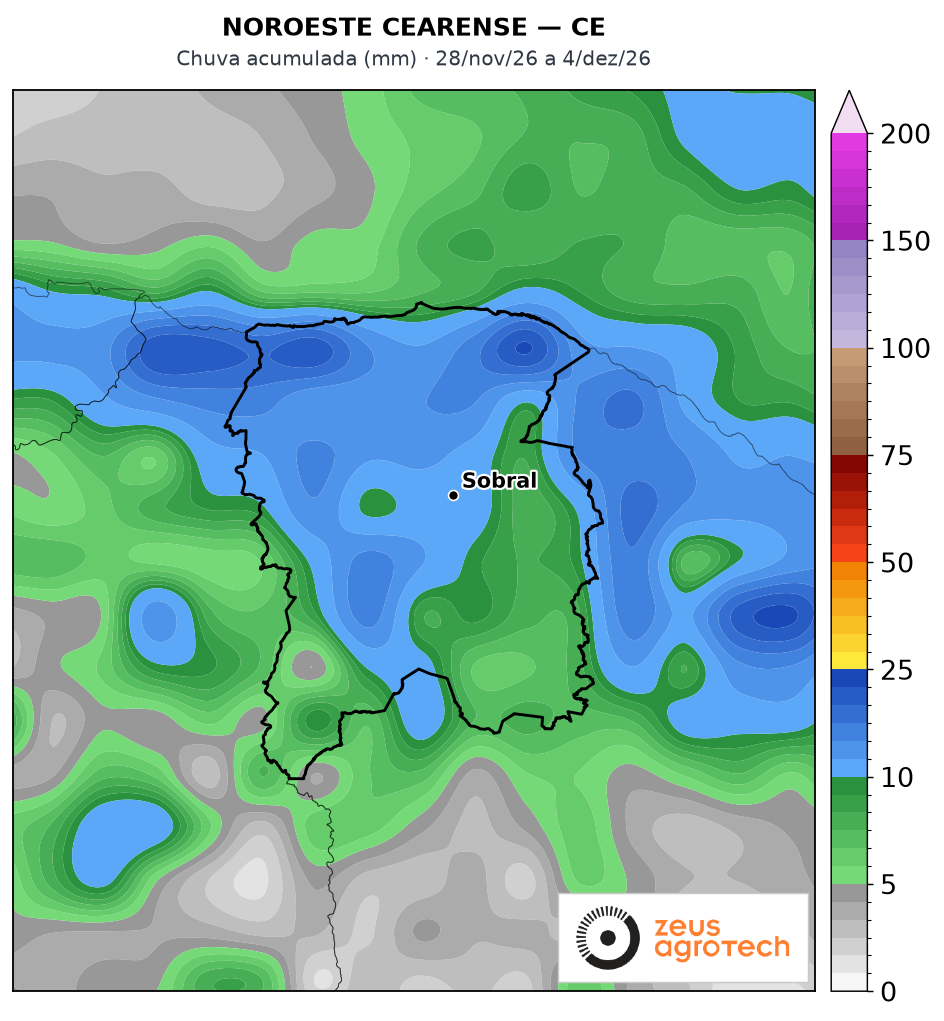 NOROESTE CEARENSE — CE
Chuva acumulada (mm) · 28/nov/26 a 4/dez/26
200
150
100
75
50
25
10
5
0
Sobral
zeus
agrotech